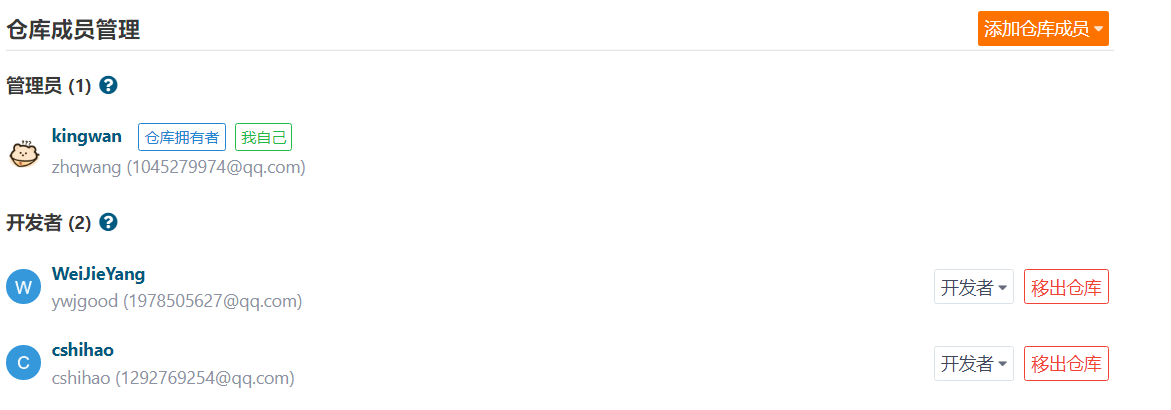 仓库成员管理
添加仓库成员
管理员 (1)
kingwan 仓库拥有者 我自己
zhqwang (1045279974@qq.com)
开发者 (2)
W WeiJieYang
ywjgood (1978505627@qq.com)
开发者 移出仓库
C cshihao
cshihao (1292769254@qq.com)
开发者 移出仓库